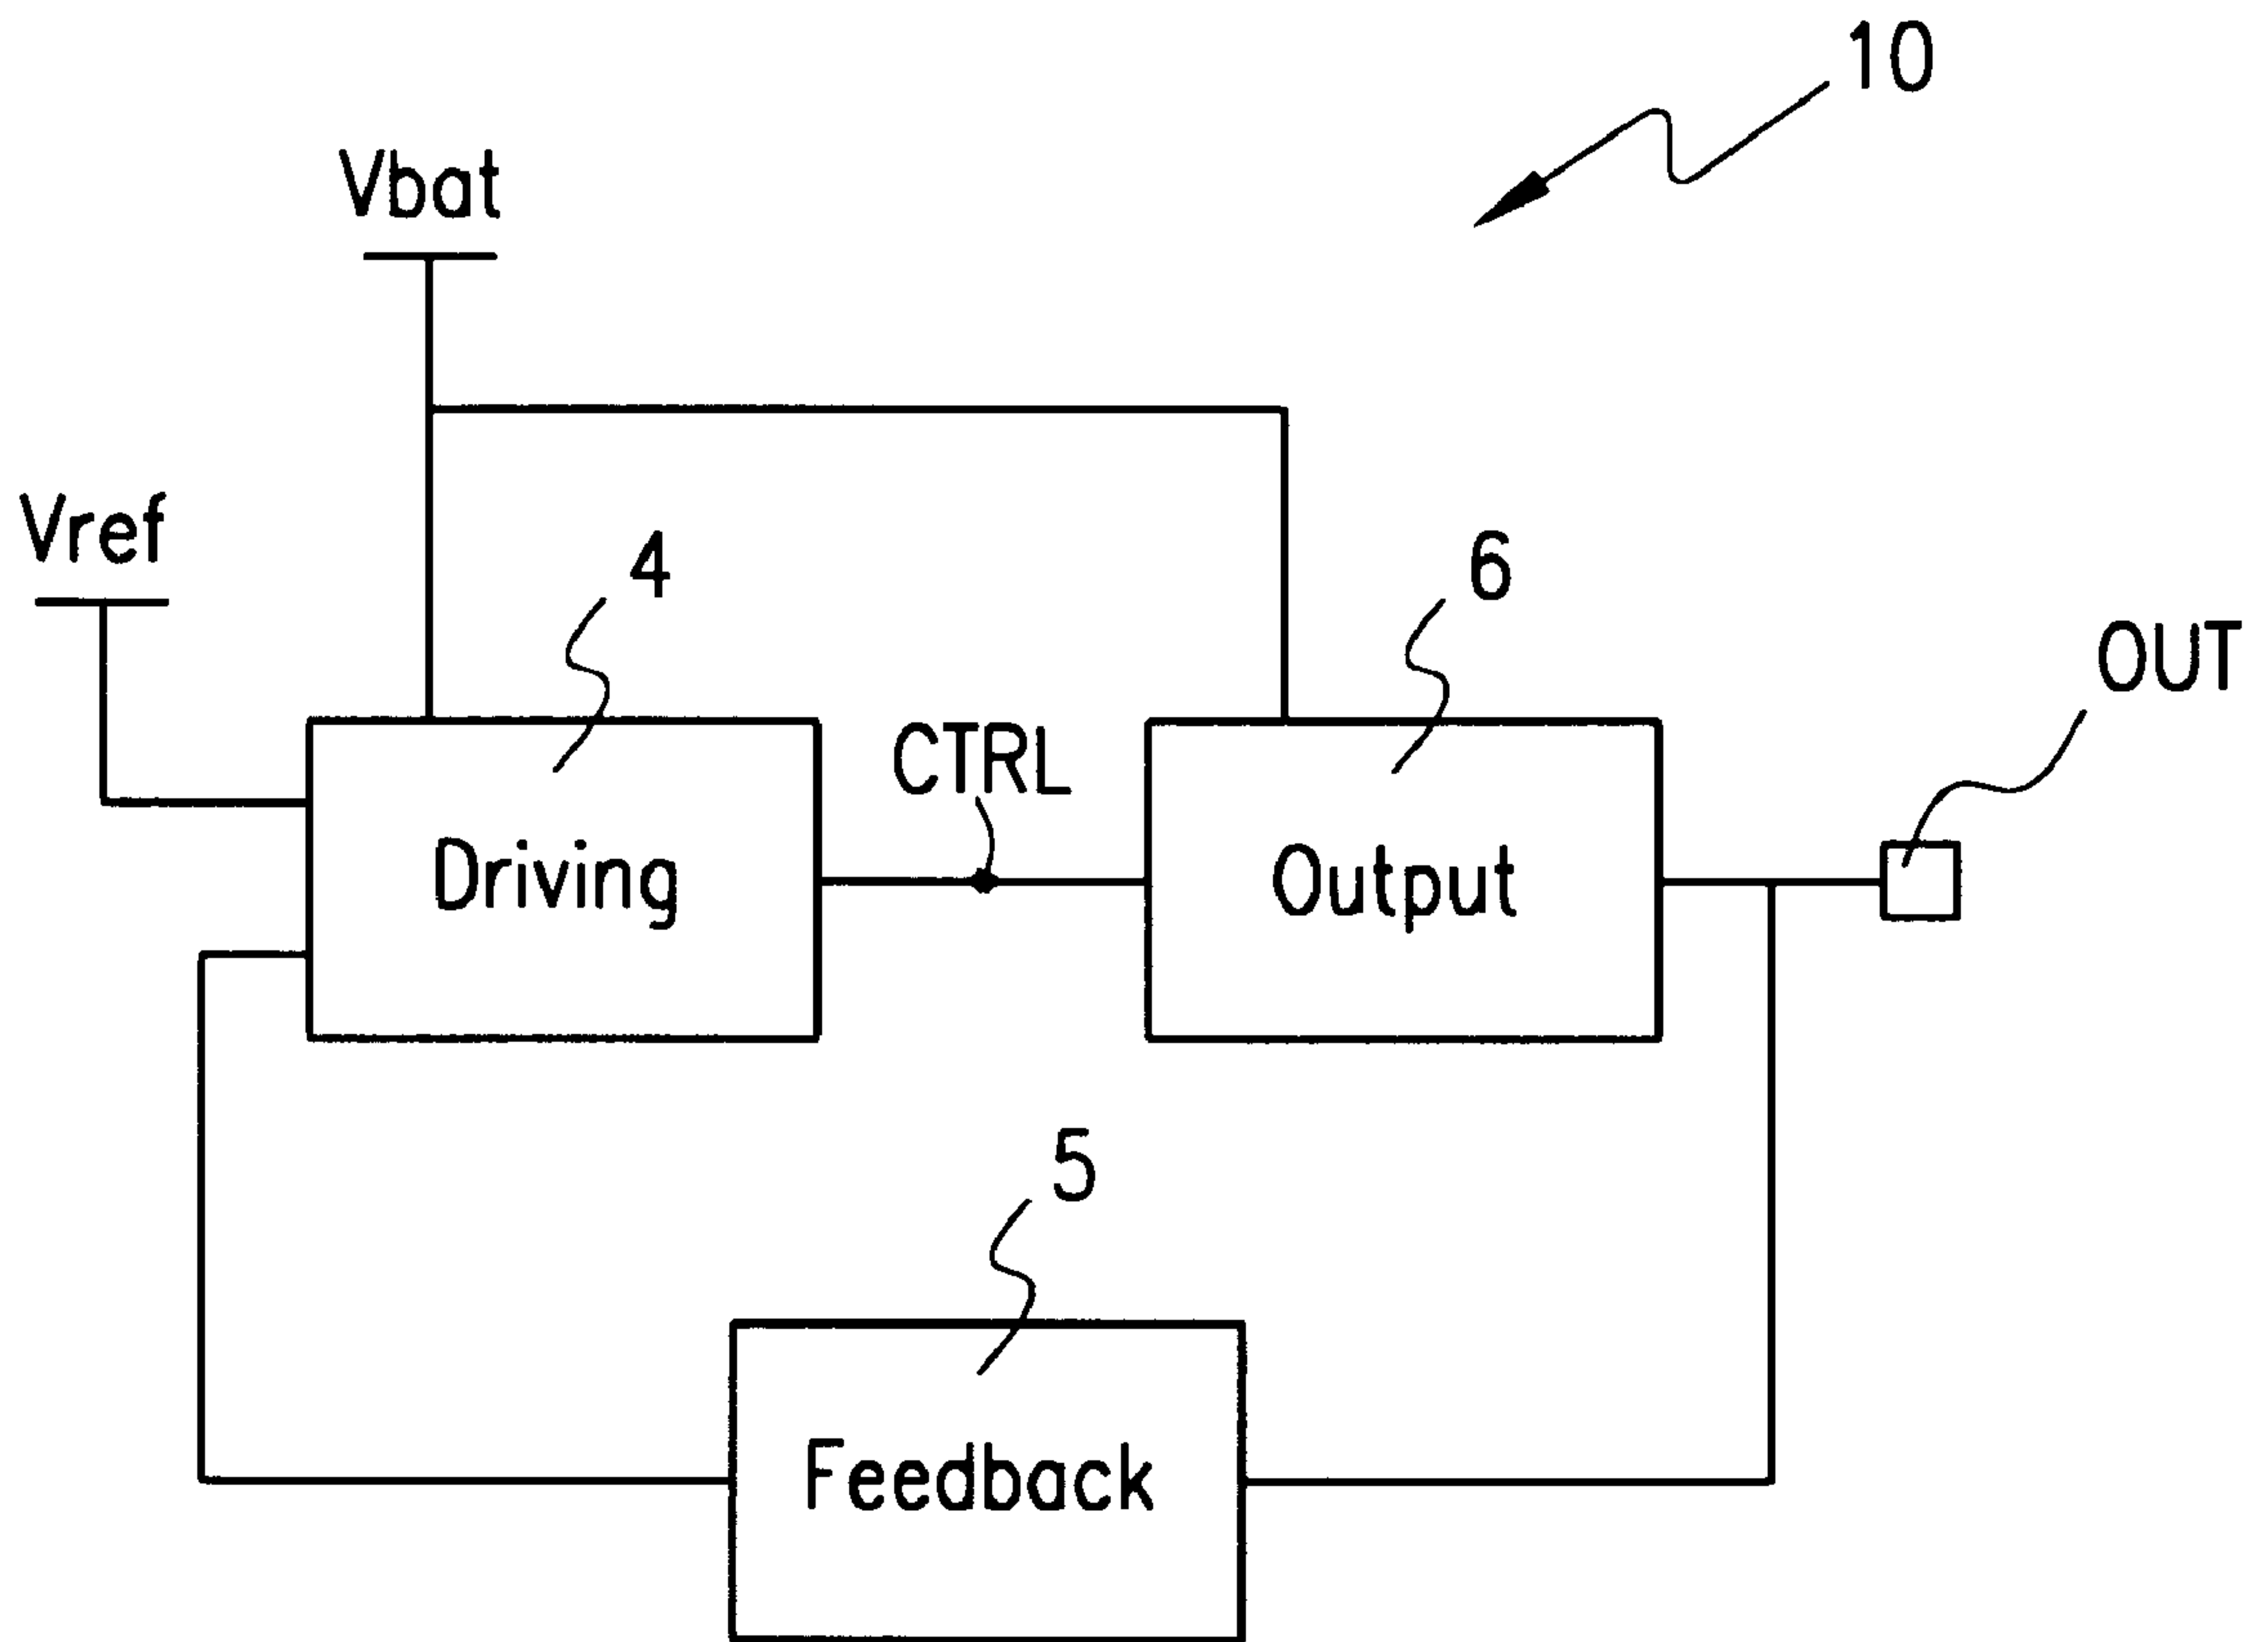 10
Vbat
Vref
4
6
OUT
CTRL
Driving
Output
5
Feedback